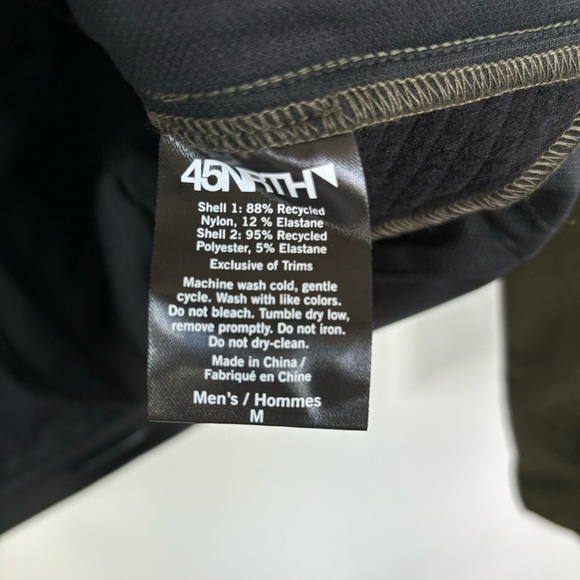 45NRTH
Shell 1: 88% Recycled
Nylon, 12 % Elastane
Shell 2: 95% Recycled
Polyester, 5% Elastane
Exclusive of Trims
Machine wash cold, gentle
cycle. Wash with like colors.
Do not bleach. Tumble dry low,
remove promptly. Do not iron.
Do not dry-clean.
Made in China /
Fabriqué en Chine
Men's / Hommes
M